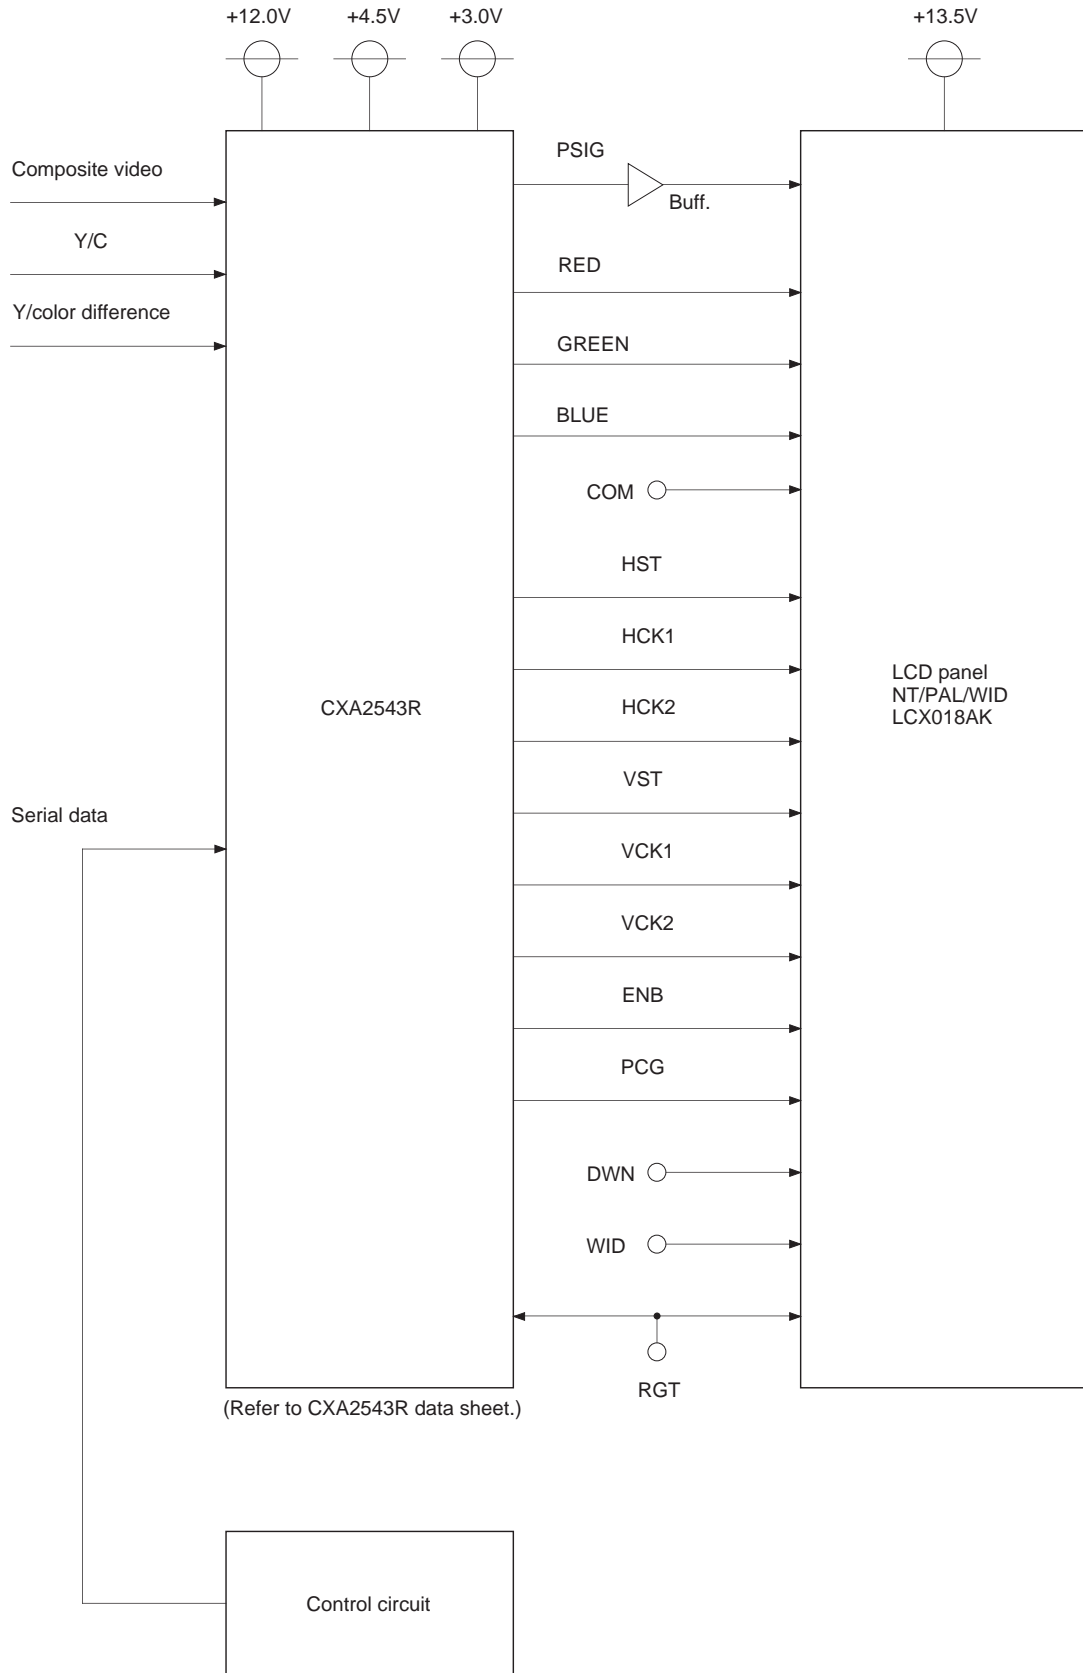 +12.0V
+4.5V
+3.0V
+13.5V
Composite video
Y/C
Y/color difference
Serial data
CXA2543R
PSIG
Buff.
RED
GREEN
BLUE
COM
HST
HCK1
HCK2
VST
VCK1
VCK2
ENB
PCG
DWN
WID
RGT
LCD panel
NT/PAL/WID
LCX018AK
(Refer to CXA2543R data sheet.)
Control circuit